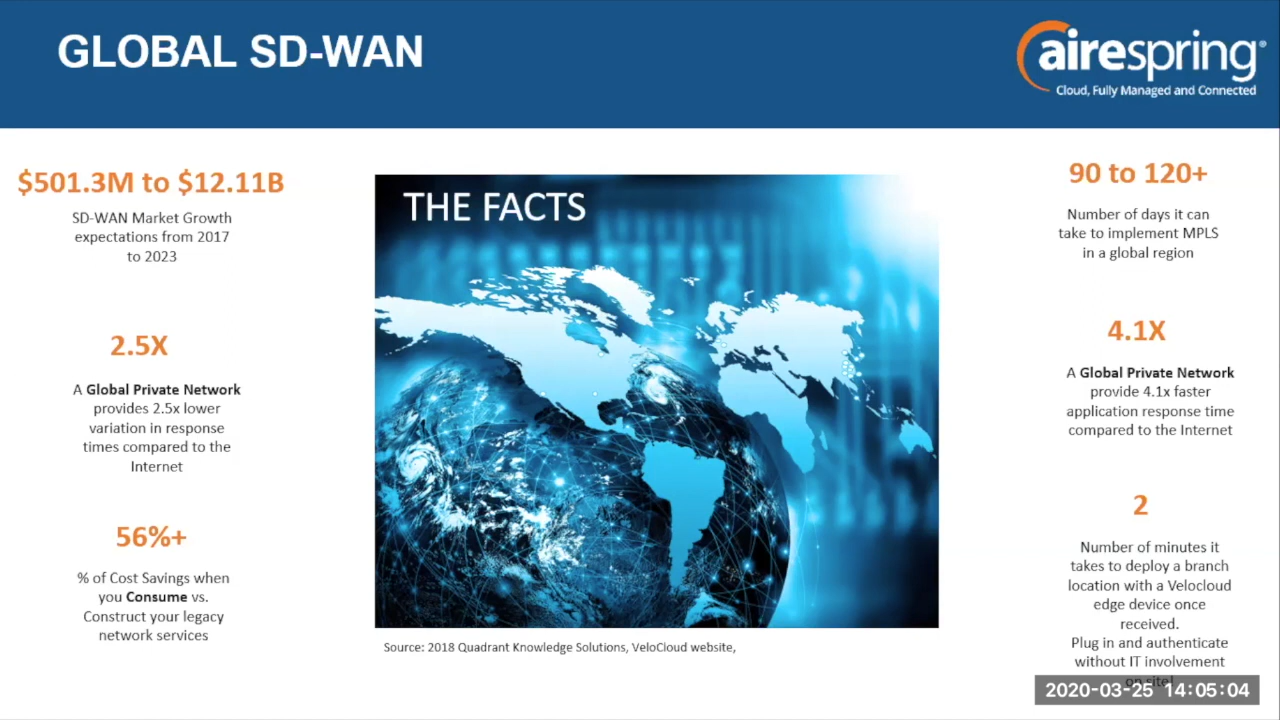 GLOBAL SD-WAN
airespring®
Cloud, Fully Managed and Connected
$501.3M to $12.11B
SD-WAN Market Growth
expectations from 2017
to 2023
2.5X
A Global Private Network
provides 2.5x lower
variation in response
times compared to the
Internet
56%+
% of Cost Savings when
you Consume vs.
Construct your legacy
network services
THE FACTS
Source: 2018 Quadrant Knowledge Solutions, VeloCloud website,
90 to 120+
Number of days it can
take to implement MPLS
in a global region
4.1X
A Global Private Network
provide 4.1x faster
application response time
compared to the Internet
2
Number of minutes it
takes to deploy a branch
location with a Velocloud
edge device once
received.
Plug in and authenticate
without IT involvement
on site!
2020-03-25 14:05:04